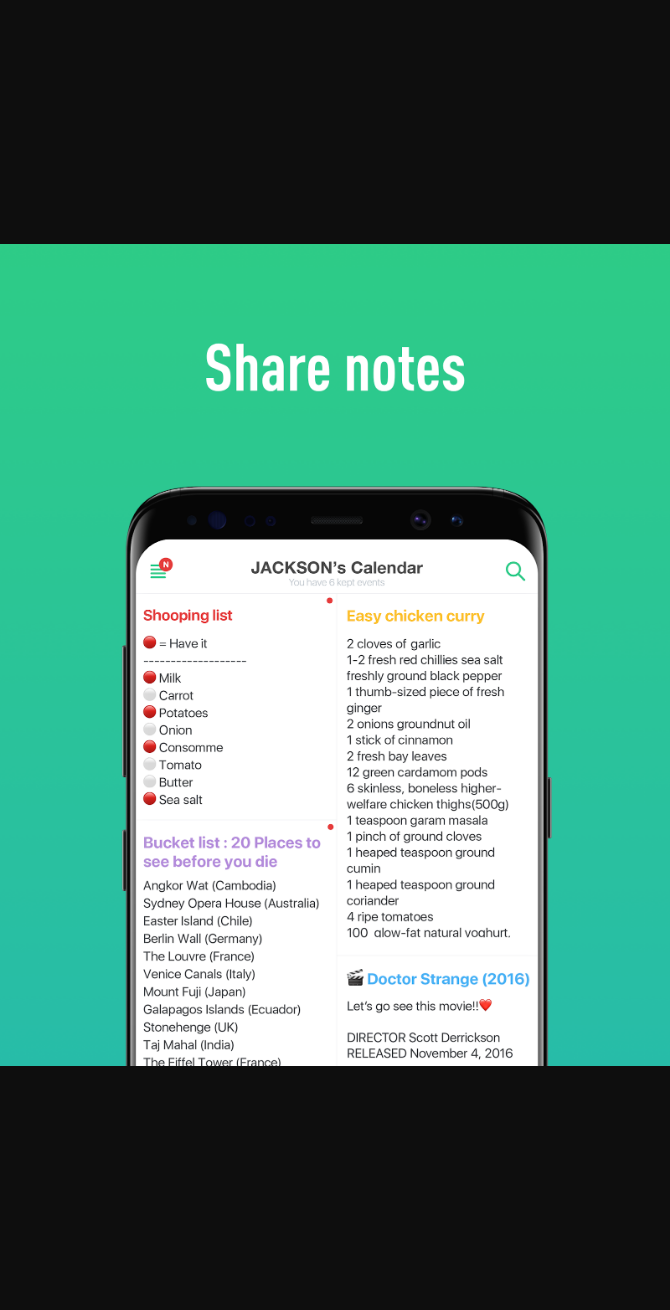 Share notes
N
JACKSON's Calendar
You have 6 kept events
Shooping list
= Have it
-------------------
Milk
Carrot
Potatoes
Onion
Consomme
Tomato
Butter
Sea salt
Bucket list : 20 Places to
see before you die
Angkor Wat (Cambodia)
Sydney Opera House (Australia)
Easter Island (Chile)
Berlin Wall (Germany)
The Louvre (France)
Venice Canals (Italy)
Mount Fuji (Japan)
Galapagos Islands (Ecuador)
Stonehenge (UK)
Taj Mahal (India)
The Eiffel Tower (France)
Easy chicken curry
2 cloves of garlic
1-2 fresh red chillies sea salt
freshly ground black pepper
1 thumb-sized piece of fresh
ginger
2 onions groundnut oil
1 stick of cinnamon
2 fresh bay leaves
12 green cardamom pods
6 skinless, boneless higher-
welfare chicken thighs(500g)
1 teaspoon garam masala
1 pinch of ground cloves
1 heaped teaspoon ground
cumin
1 heaped teaspoon ground
coriander
4 ripe tomatoes
100 glow-fat natural yoghurt.
Doctor Strange (2016)
Let's go see this movie!!❤️
DIRECTOR Scott Derrickson
RELEASED November 4, 2016